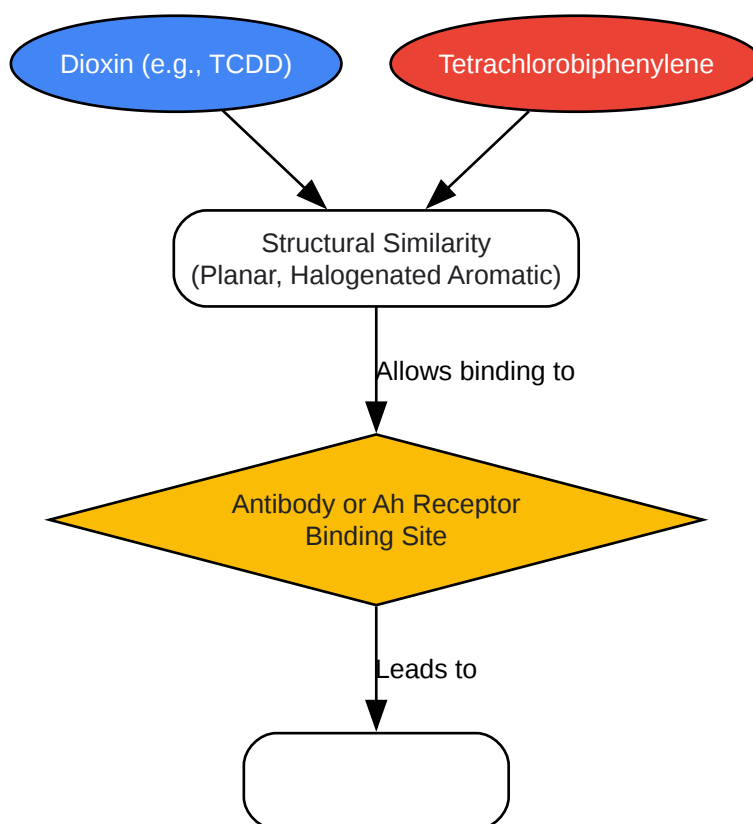 Dioxin (e.g., TCDD)
Tetrachlorobiphenylene
Structural Similarity
(Planar, Halogenated Aromatic)
Allows binding to
Antibody or Ah Receptor
Binding Site
Leads to